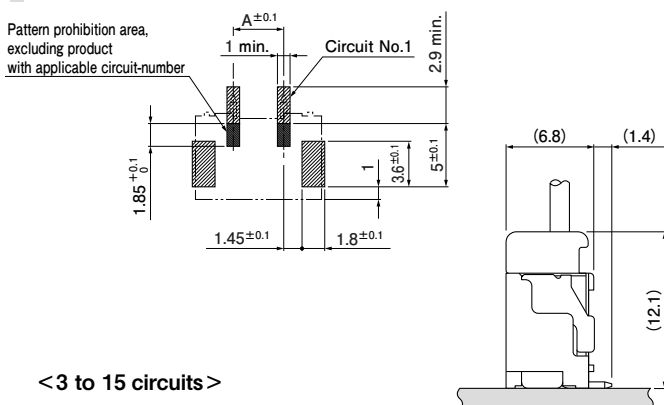 Pattern prohibition area,
excluding product
with applicable circuit-number
A±0.1
1 min.
Circuit No.1
2.9 min.
1.85 +0.1 0
1
3.6±0.1
5±0.1
1.45±0.1
1.8±0.1
(6.8)
(1.4)
(12.1)
<3 to 15 circuits>